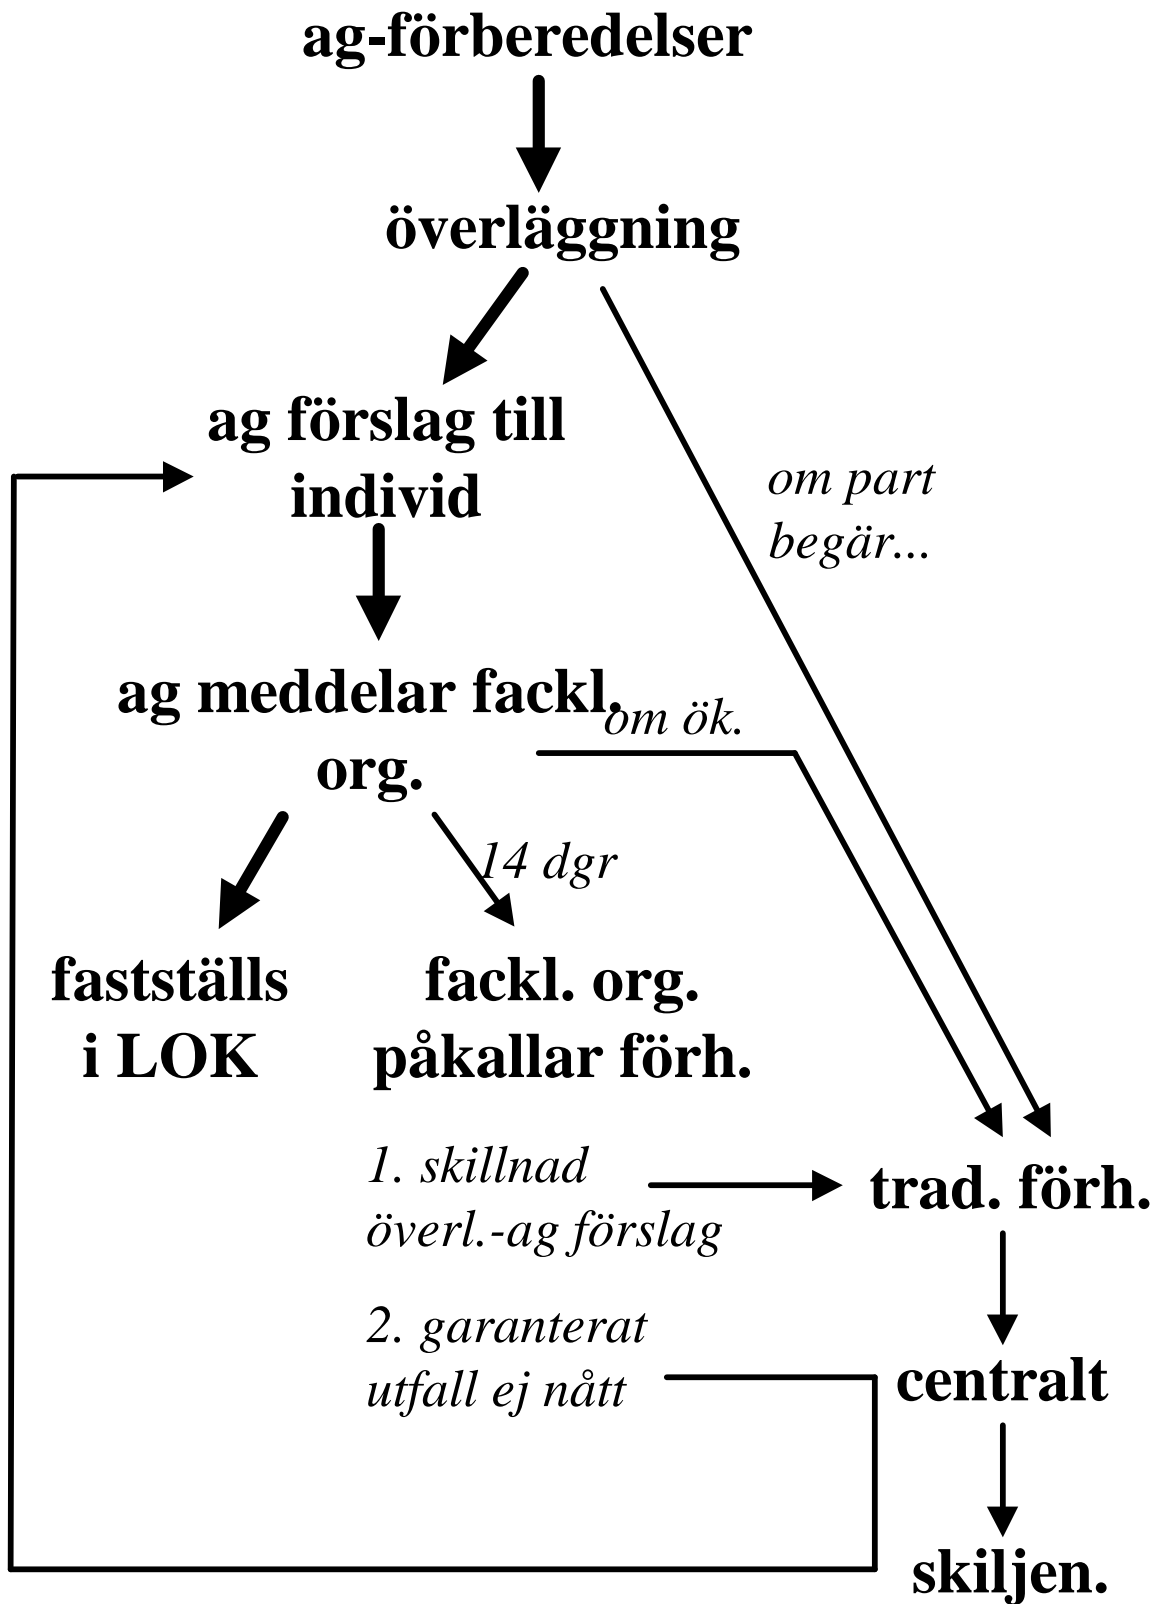 ag-förberedelser
överläggning
ag förslag till
individ
om part
begär...
ag meddelar fackl.
om ök.
org.
14 dgr
fastställs
i LOK
fackl. org.
påkallar förh.
1. skillnad
överl.-ag förslag
trad. förh.
2. garanterat
utfall ej nått
centralt
skiljen.